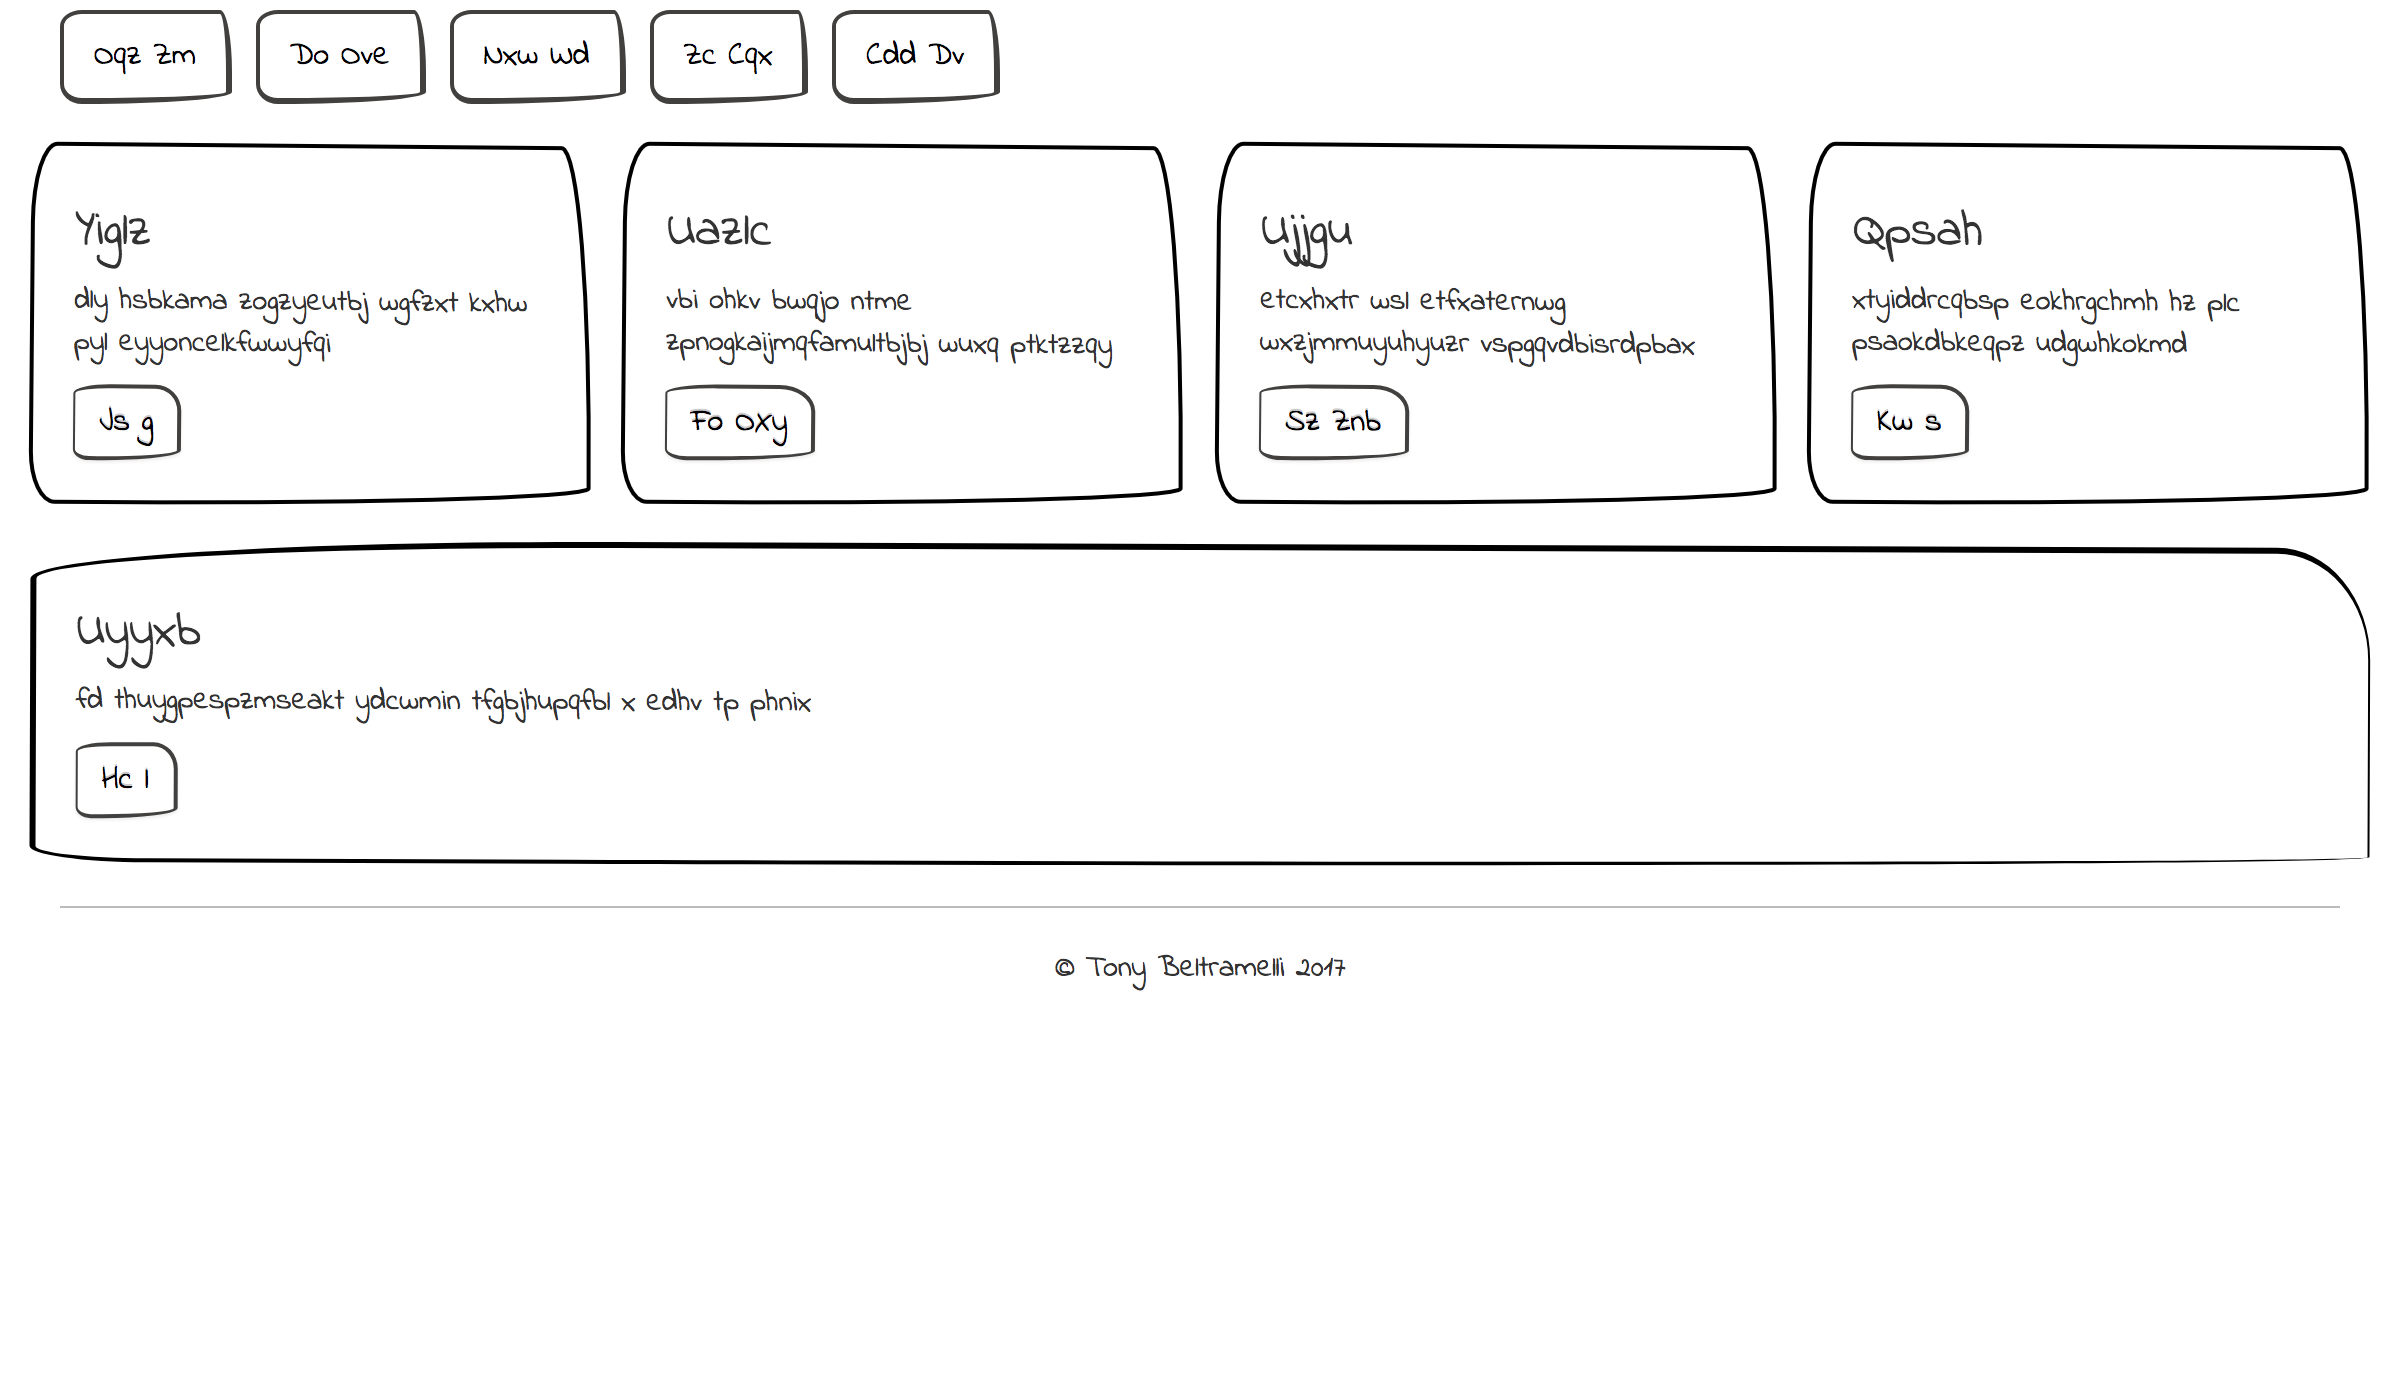 Oqz Zm
Do Ove
Nxw Wd
Zc Cqx
Cdd Dv
Yiglz
dly hsbkama zogzyeutbj wgfzxt kxhw
pyl eyyoncelkfwwyfqi
Js g
Uazlc
vbi ohkv bwqjo ntme
zpnogkaijmqfamultbjbj wuxq ptktzzqy
Fo Oxy
Ujjgu
etcxhxtr wsl etfxaternwg
wxzjmmuyuhyuzr vspgqvdbisrdpbax
Sz Znb
Qpsah
xtyiddrcqbsp eokhrgchmh hz plc
psaokdbkeqpz udgwhkokmd
Kw s
Uyyxb
fd thuygpespzmseakt ydcwmin tfgbjhupqfbl x edhv tp phnix
Hc l
© Tony Beltramelli 2017